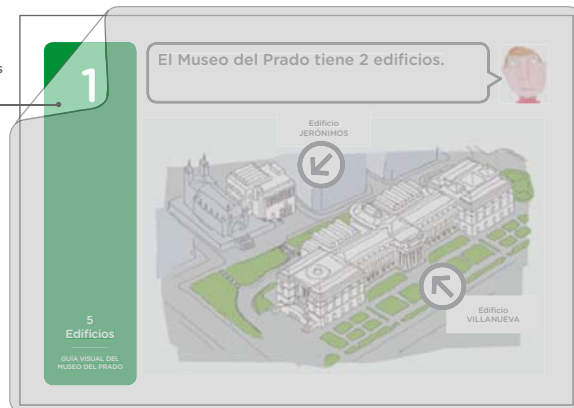 s
1
El Museo del Prado tiene 2 edificios.
Edificio
JERÓNIMOS
Edificio
VILLANUEVA
5
Edificios
GUÍA VISUAL DEL
MUSEO DEL PRADO